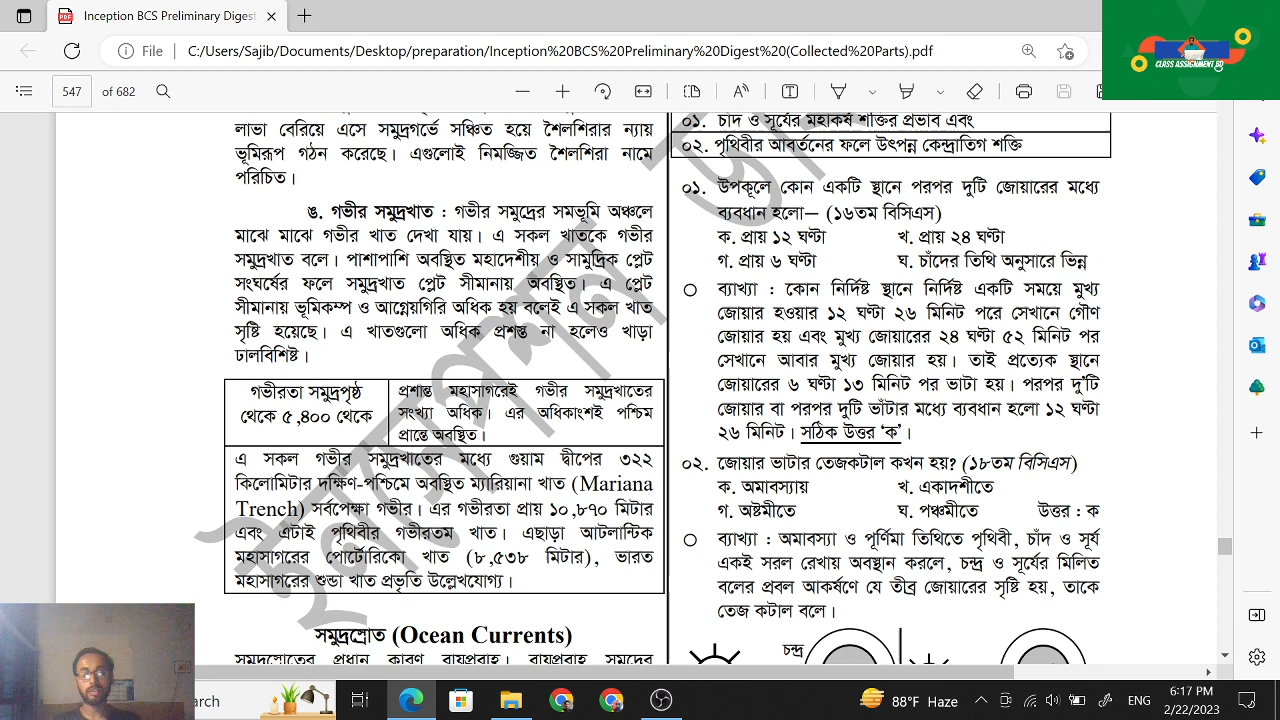 Inception BCS Preliminary Digest
File
C:/Users/Sajib/Documents/Desktop/preparation/Inception%20BCS%20Preliminary%20Digest%20(Collected%20Parts).pdf
CLASS ASSIGNMENT BD
547 of 682
লাভা বেরিয়ে এসে সমুদ্রগর্ভে সঞ্চিত হয়ে শৈলশিরার ন্যায়
ভূমিরূপ গঠন করেছে। এগুলোই নিমজ্জিত শৈলশিরা নামে
পরিচিত।
ঙ. গভীর সমুদ্রখাত : গভীর সমুদ্রের সমভূমি অঞ্চলে
মাঝে মাঝে গভীর খাত দেখা যায়। এ সকল খাতকে গভীর
সমুদ্রখাত বলে। পাশাপাশি অবস্থিত মহাদেশীয় ও সামুদ্রিক প্লেট
সংঘর্ষের ফলে সমুদ্রখাত প্লেট সীমানায় অবস্থিত। এ প্লেট
সীমানায় ভূমিকম্প ও আগ্নেয়গিরি অধিক হয় বলেই এ সকল খাত
সৃষ্টি হয়েছে। এ খাতগুলো অধিক প্রশস্ত না হলেও খাড়া
ঢালবিশিষ্ট।
গভীরতা সমুদ্রপৃষ্ঠ
থেকে ৫,৪০০ থেকে
প্রশান্ত মহাসাগরেই গভীর সমুদ্রখাতের
সংখ্যা অধিক। এর অধিকাংশই পশ্চিম
প্রান্তে অবস্থিত।
এ সকল গভীর সমুদ্রখাতের মধ্যে গুয়াম দ্বীপের ৩২২
কিলোমিটার দক্ষিণ-পশ্চিমে অবস্থিত ম্যারিয়ানা খাত (Mariana
Trench) সর্বপেক্ষা গভীর। এর গভীরতা প্রায় ১০,৮৭০ মিটার
এবং এটাই পৃথিবীর গভীরতম খাত। এছাড়া আটলান্টিক
মহাসাগরের পোর্টোরিকো খাত (৮,৫৩৮ মিটার), ভারত
মহাসাগরের শুন্ডা খাত প্রভৃতি উল্লেখযোগ্য।
সমুদ্রস্রোত (Ocean Currents)
সমুদ্রস্রোতের প্রধান কারণ বায়ুপ্রবাহ। বায়ুপ্রবাহ সমুদ্রের
০১. চাঁদ ও সূর্যের মহাকর্ষ শক্তির প্রভাব এবং
০২. পৃথিবীর আবর্তনের ফলে উৎপন্ন কেন্দ্রাতিগ শক্তি
০১. উপকূলে কোন একটি স্থানে পরপর দুটি জোয়ারের মধ্যে
ব্যবধান হলো– (১৬তম বিসিএস)
ক. প্রায় ১২ ঘণ্টা খ. প্রায় ২৪ ঘণ্টা
গ. প্রায় ৬ ঘণ্টা ঘ. চাঁদের তিথি অনুসারে ভিন্ন
ব্যাখ্যা : কোন নির্দিষ্ট স্থানে নির্দিষ্ট একটি সময়ে মুখ্য
জোয়ার হওয়ার ১২ ঘণ্টা ২৬ মিনিট পরে সেখানে গৌণ
জোয়ার হয় এবং মুখ্য জোয়ারের ২৪ ঘণ্টা ৫২ মিনিট পর
সেখানে আবার মুখ্য জোয়ার হয়। তাই প্রত্যেক স্থানে
জোয়ারের ৬ ঘণ্টা ১৩ মিনিট পর ভাটা হয়। পরপর দু'টি
জোয়ার বা পরপর দুটি ভাঁটার মধ্যে ব্যবধান হলো ১২ ঘণ্টা
২৬ মিনিট। সঠিক উত্তর ‘ক’।
০২. জোয়ার ভাটার তেজকটাল কখন হয়? (১৮তম বিসিএস)
ক. অমাবস্যায় খ. একাদশীতে
গ. অষ্টমীতে ঘ. পঞ্চমীতে উত্তর : ক
ব্যাখ্যা : অমাবস্যা ও পূর্ণিমা তিথিতে পৃথিবী, চাঁদ ও সূর্য
একই সরল রেখায় অবস্থান করলে, চন্দ্র ও সূর্যের মিলিত
বলের প্রবল আকর্ষণে যে তীব্র জোয়ারের সৃষ্টি হয়, তাকে
তেজ কটাল বলে।
চন্দ্র
arch
88°F Haze
ENG
6:17 PM
2/22/2023